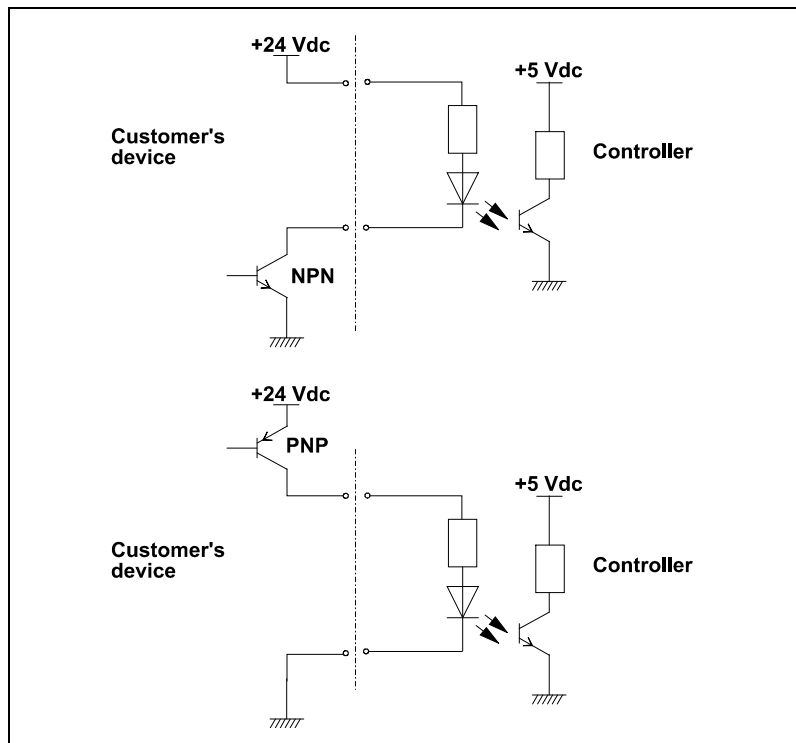 +24 Vdc
+5 Vdc
Customer's
device
Controller
NPN
+24 Vdc
PNP
+5 Vdc
Customer's
device
Controller